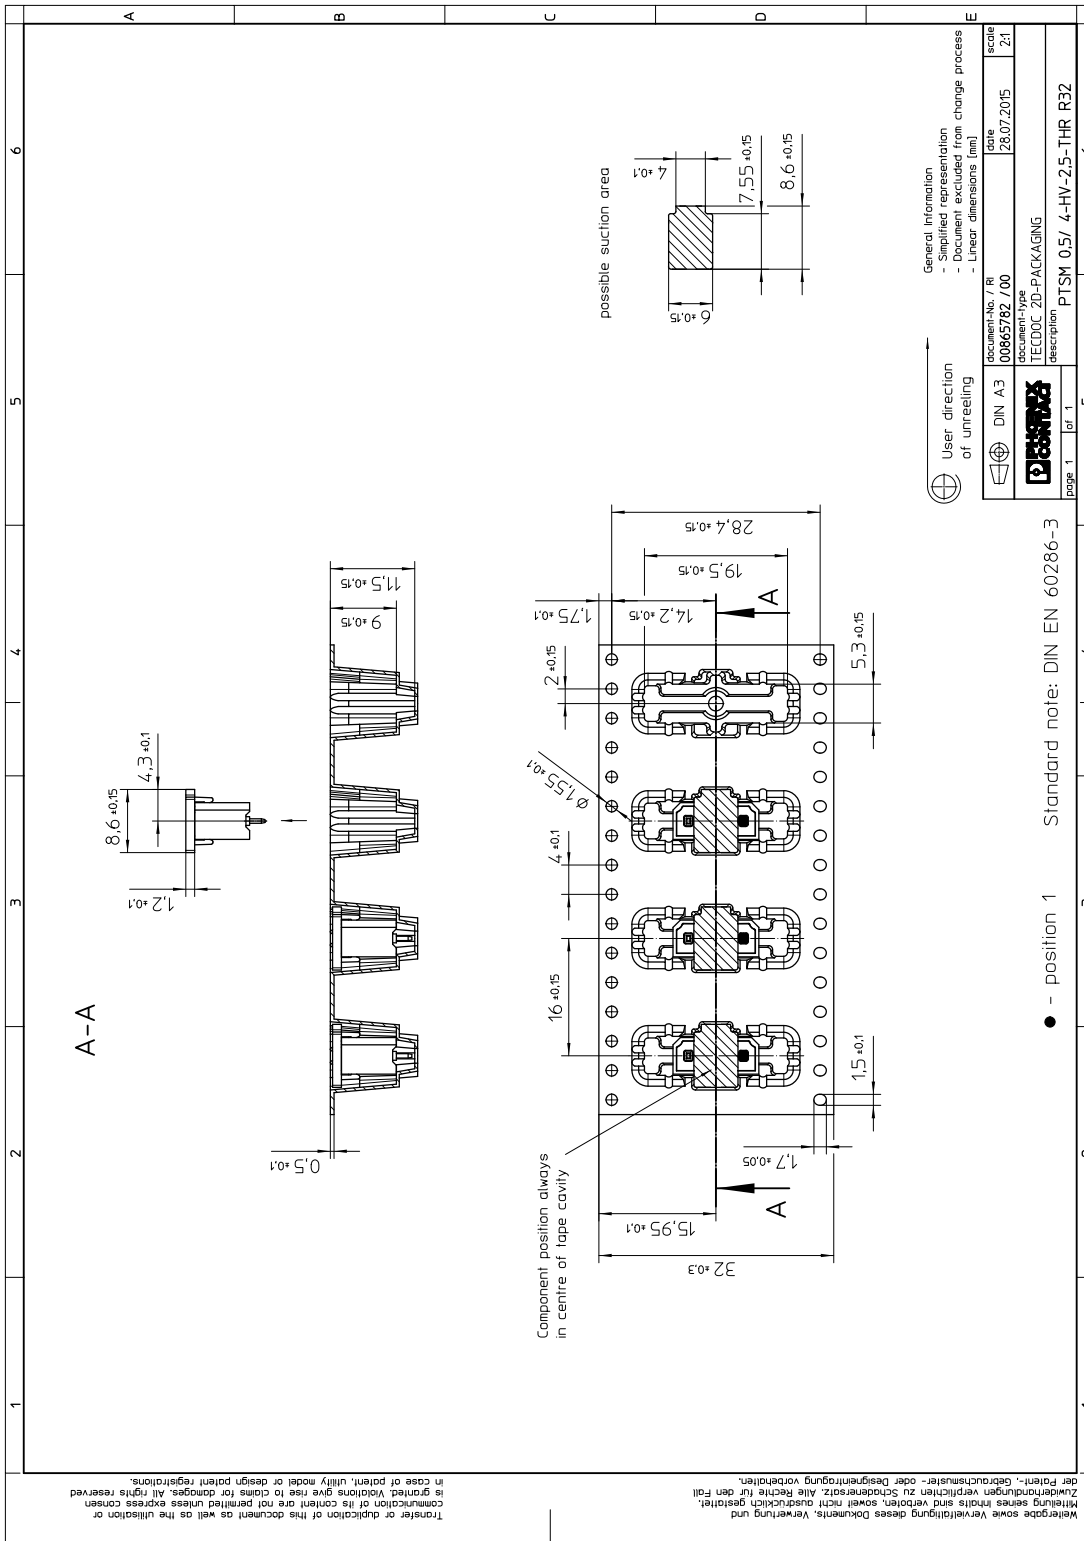 A
B
C
D
E
6
5
4
3
2
1
A-A
8,6 ±0,15
4,3 ±0,1
1,2 ±0,1
9 ±0,15
11,5 ±0,15
0,5 ±0,1
possible suction area
4 ±0,1
7,55 ±0,15
8,6 ±0,15
6 ±0,15
1,75 ±0,1
14,2 ±0,15
19,5 ±0,15
28,4 ±0,15
A
2 ±0,15
5,3 ±0,15
Ø 1,55 ±0,1
4 ±0,1
16 ±0,15
1,5 ±0,1
1,7 ±0,05
A
15,95 ±0,1
32 ±0,3
Component position always
in centre of tape cavity
User direction
of unreeling
General Information
- Simplified representation
- Document excluded from change process
- Linear dimensions [mm]
● - position 1
Standard note: DIN EN 60286-3
DIN A3
document-No. / RI
00865782 /00
date
28.07.2015
scale
2:1
PHOENIX
CONTACT
document-type
TECDOC 2D-PACKAGING
page 1
of 1
description
PTSM 0,5/ 4-HV-2,5-THR R32
Transfer or duplication of this document as well as the utilisation or
communication of its content are not permitted unless express consen
is granted. Violations give rise to claims for damages. All rights reserved
in case of patent, utility model or design patent registrations.
Weitergabe sowie Vervielfältigung dieses Dokuments, Verwertung und
Mitteilung seines Inhalts sind verboten, soweit nicht ausdrücklich gestattet.
Zuwiderhandlungen verpflichten zu Schadenersatz. Alle Rechte für den Fall
der Patent-, Gebrauchsmuster- oder Designeintragung vorbehalten.